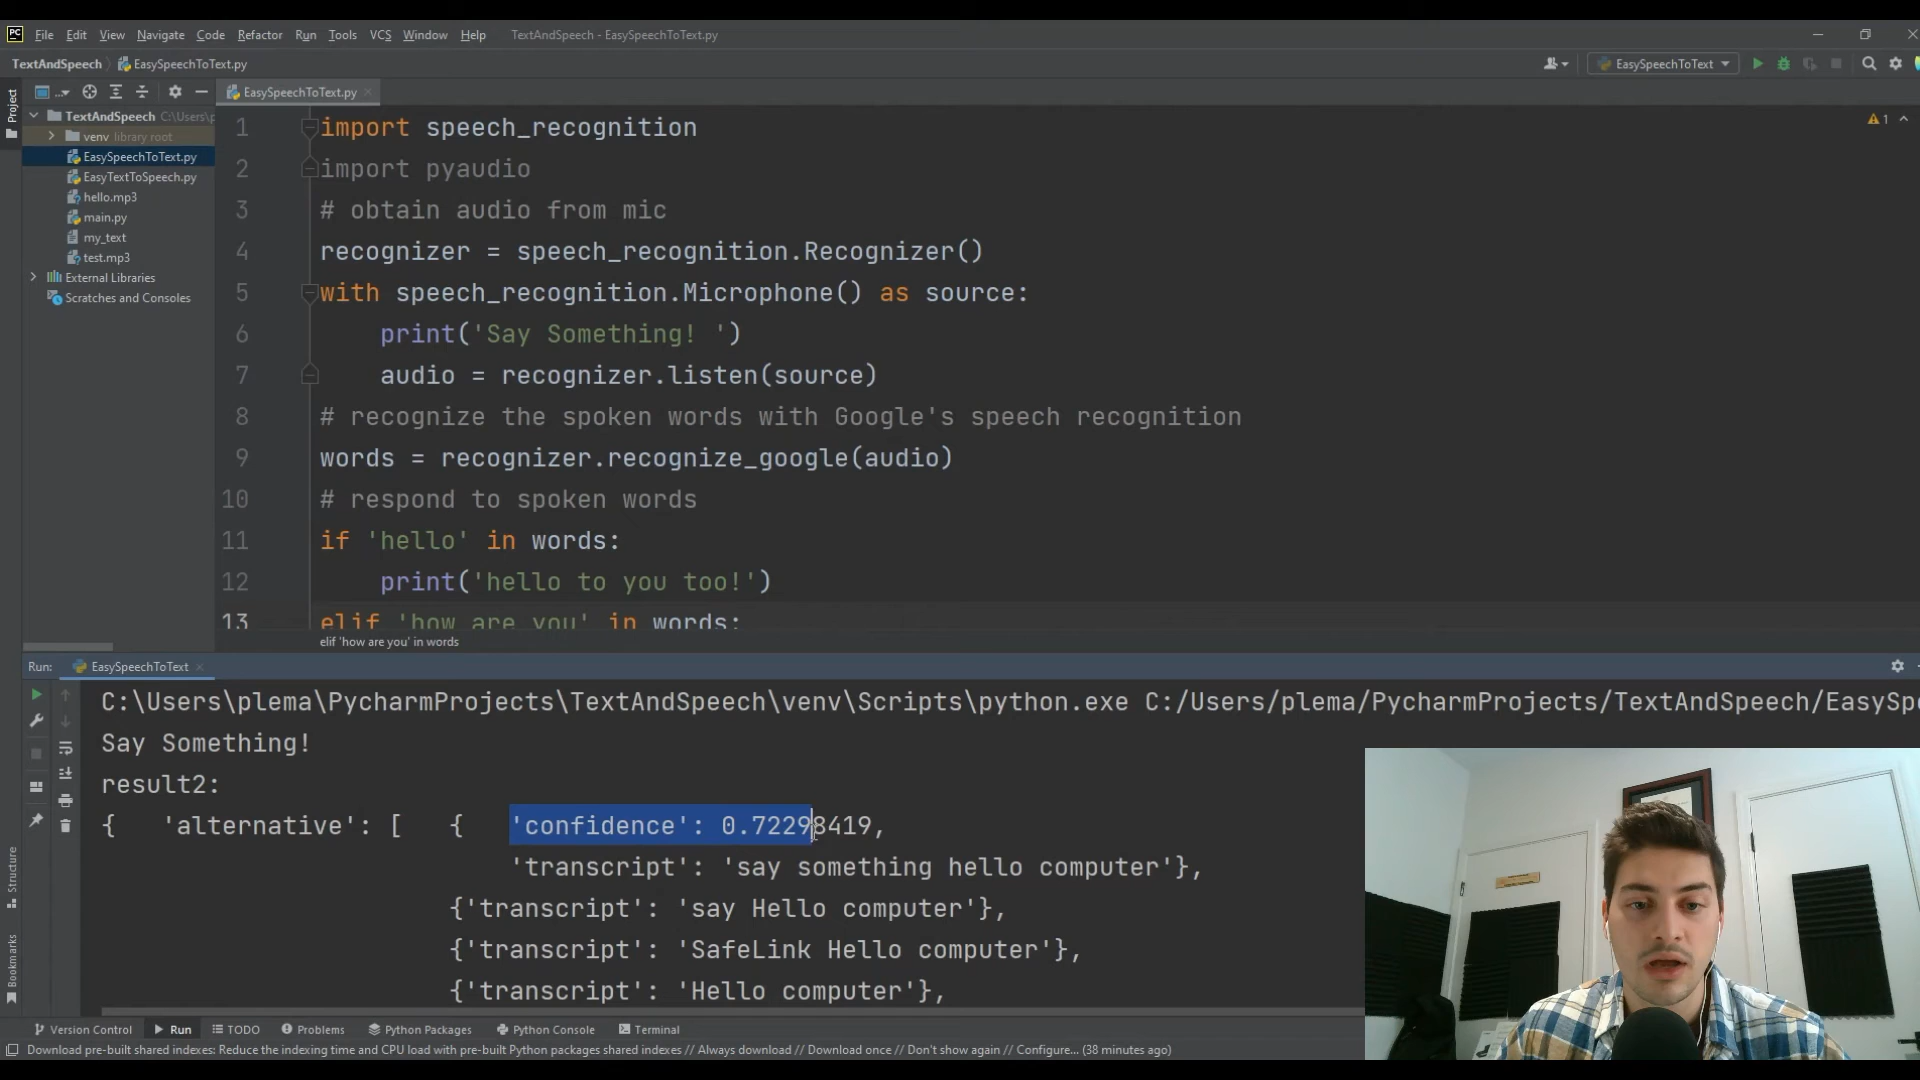 PC File Edit View Navigate Code Refactor Run Tools VCS Window Help TextAndSpeech - EasySpeechToText.py
TextAndSpeech EasySpeechToText.py EasySpeechToText
Project
EasySpeechToText.py
TextAndSpeech C:\Users\p
venv library root
EasySpeechToText.py
EasyTextToSpeech.py
hello.mp3
main.py
my_text
test.mp3
External Libraries
Scratches and Consoles
1 import speech_recognition
2 import pyaudio
3 # obtain audio from mic
4 recognizer = speech_recognition.Recognizer()
5 with speech_recognition.Microphone() as source:
6 print('Say Something! ')
7 audio = recognizer.listen(source)
8 # recognize the spoken words with Google's speech recognition
9 words = recognizer.recognize_google(audio)
10 # respond to spoken words
11 if 'hello' in words:
12 print('hello to you too!')
13 elif 'how are you' in words:
1
elif 'how are you' in words
Run: EasySpeechToText
C:\Users\plema\PycharmProjects\TextAndSpeech\venv\Scripts\python.exe C:/Users/plema/PycharmProjects/TextAndSpeech/EasySpe
Say Something!
result2:
{ 'alternative': [ { 'confidence': 0.72298419,
'transcript': 'say something hello computer'},
{'transcript': 'say Hello computer'},
{'transcript': 'SafeLink Hello computer'},
{'transcript': 'Hello computer'},
Structure
Bookmarks
Version Control Run TODO Problems Python Packages Python Console Terminal
Download pre-built shared indexes: Reduce the indexing time and CPU load with pre-built Python packages shared indexes // Always download // Download once // Don't show again // Configure... (38 minutes ago)